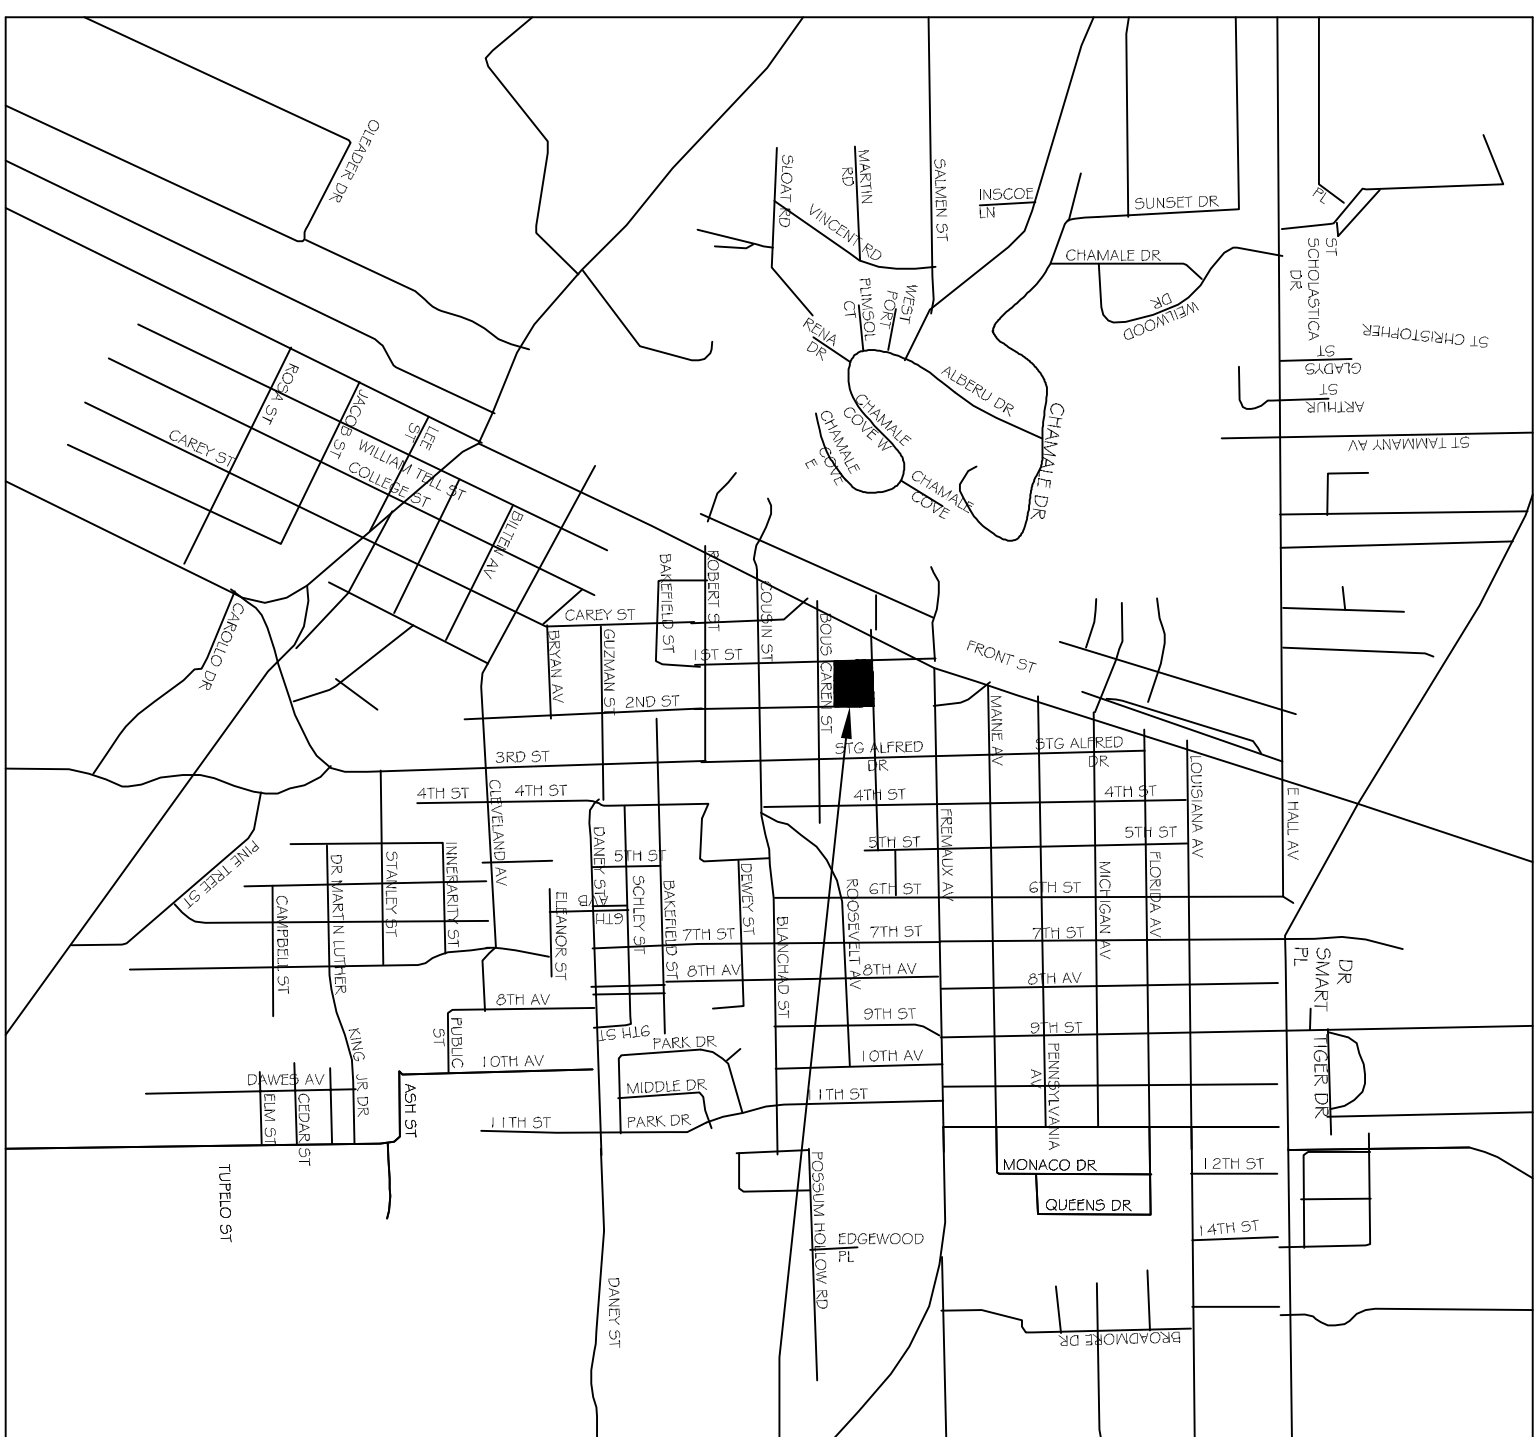 OLEADER DR
SLOAT RD
MARTIN
RD
VINCENT RD
SALMEN ST
INSCOE
LN
SUNSET DR
CHAMALE DR
WEILWOOD
DR
PL
ST
SCHOLASTICA
DR
ST CHRISTOPHER
GLADYS
ST
ARTHUR
ST
ST TAMMANY AV
WEST
PORT
PLIMSOL
CT
RENA
DR
ALBERU DR
CHAMALE
COVE W
CHAMALE
COVE
E
CHAMALE
COVE
CHAMALE DR
ROSA ST
JACOB ST
LEE
ST
WILLIAM TELL ST
COLLEGE ST
CAREY ST
BILTEN AV
CAROLLO DR
CAREY ST
BRYAN AV
GUZMAN ST
BAKEFIELD ST
ROBERT ST
COUSIN ST
BOUS CAREN ST
1ST ST
2ND ST
FRONT ST
3RD ST
STG ALFRED
DR
STG ALFRED
DR
MAINE AV
LOUISIANA AV
E HALL AV
4TH ST
4TH ST
4TH ST
4TH ST
CLEVELAND AV
FREMAUX AV
5TH ST
5TH ST
5TH ST
PINE TREE ST
CAMPBELL ST
DR MARTIN LUTHER
KING JR DR
STANLEY ST
INNERARITY ST
ELEANOR ST
DANEY ST
SCHLEY ST
BAKEFIELD ST
DEWEY ST
BLANCHAD ST
ROOSEVELT AV
MICHIGAN AV
FLORIDA AV
6TH
AV D
6TH ST
6TH ST
7TH ST
7TH ST
7TH ST
8TH AV
8TH AV
8TH AV
8TH AV
9TH ST
9TH ST
9TH ST
PUBLIC
ST
10TH AV
10TH AV
PARK DR
MIDDLE DR
PARK DR
11TH ST
11TH ST
PENNSYLVANIA
AV
DR
SMART
PL
TIGER DR
DAWES AV
ELM ST
CEDAR ST
ASH ST
TUPELO ST
MONACO DR
QUEENS DR
12TH ST
14TH ST
POSSUM HOLLOW RD
EDGEWOOD
PL
DANEY ST
BROADMORE DR